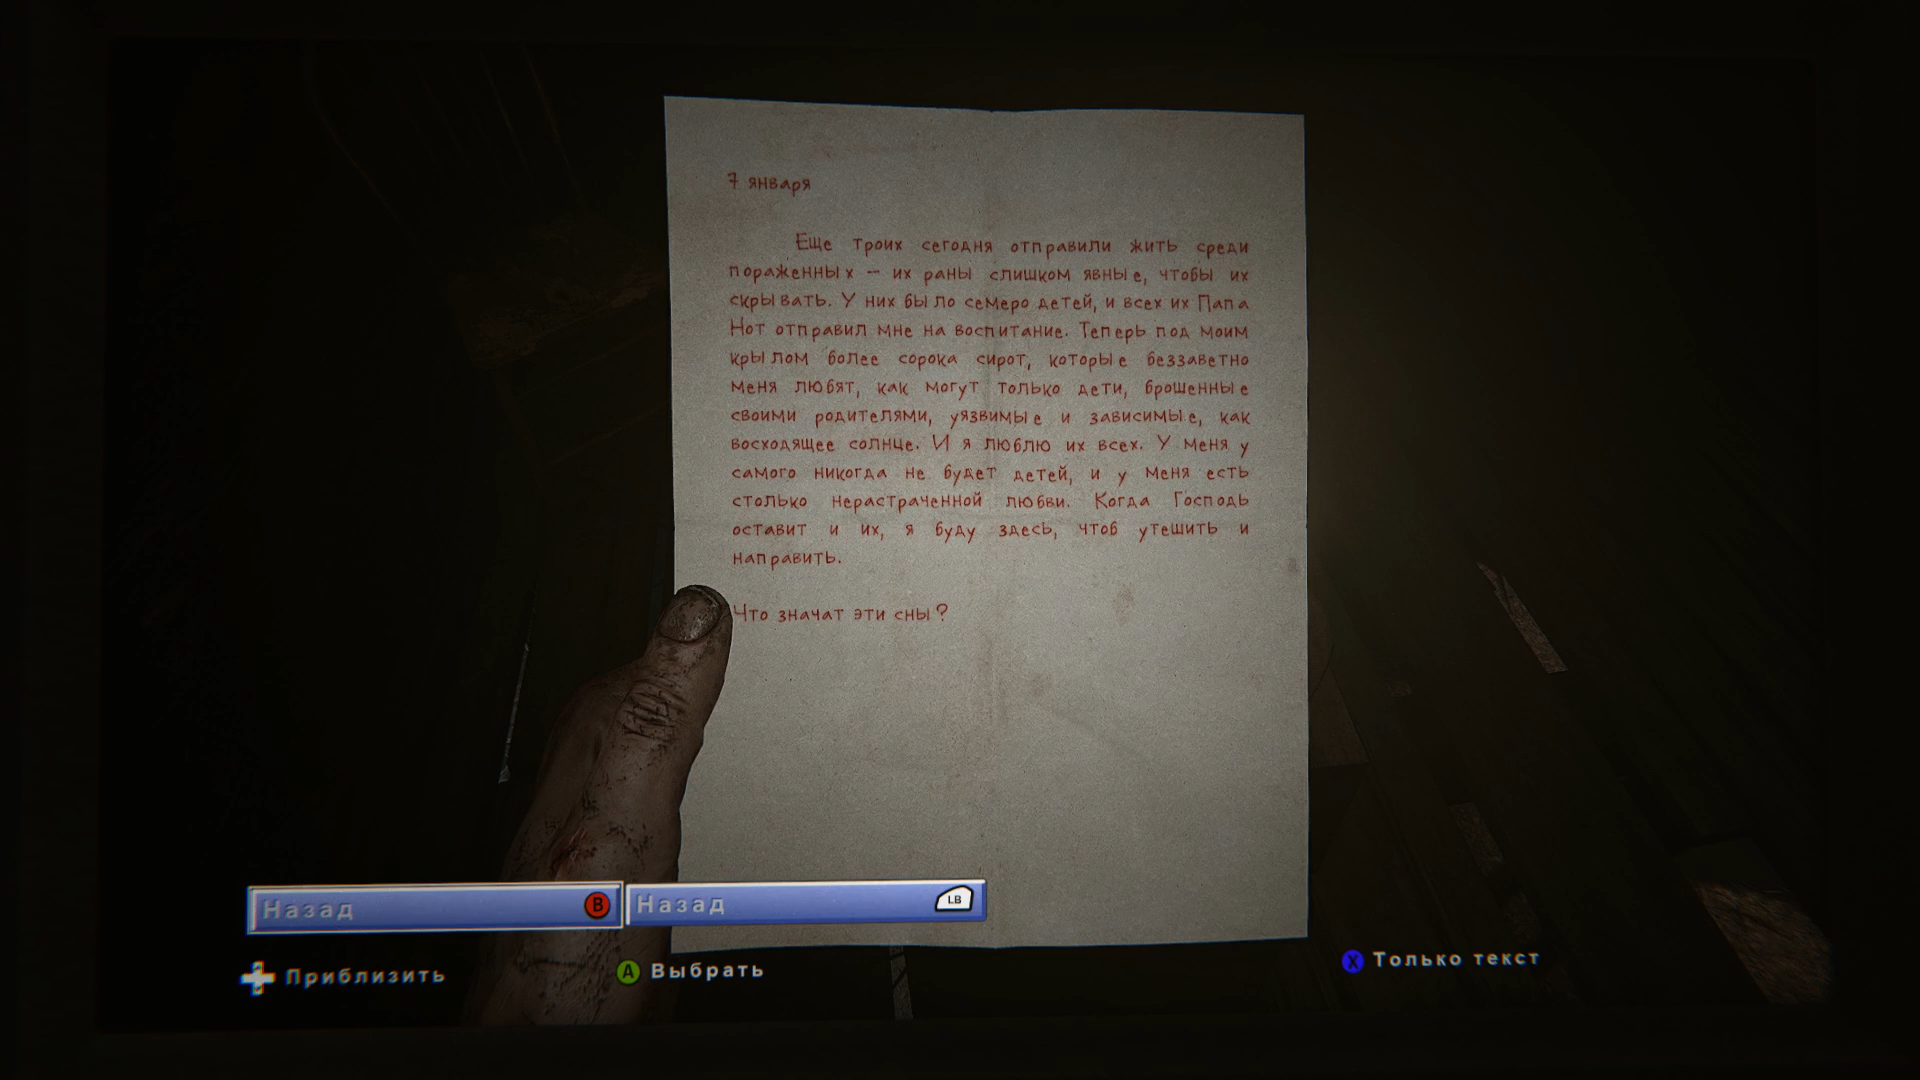 7 января
Еще троих сегодня отправили жить среди
пораженных – их раны слишком явные, чтобы их
скрывать. У них было семеро детей, и всех их Папа
Нот отправил мне на воспитание. Теперь под моим
крылом более сорока сирот, которые беззаветно
меня любят, как могут только дети, брошенные
своими родителями, уязвимые и зависимые, как
восходящее солнце. И я люблю их всех. У меня у
самого никогда не будет детей, и у меня есть
столько нерастраченной любви. Когда Господь
оставит и их, я буду здесь, чтоб утешить и
направить.
Что значат эти сны?
Назад B
Назад LB
Приблизить
A Выбрать
X Только текст